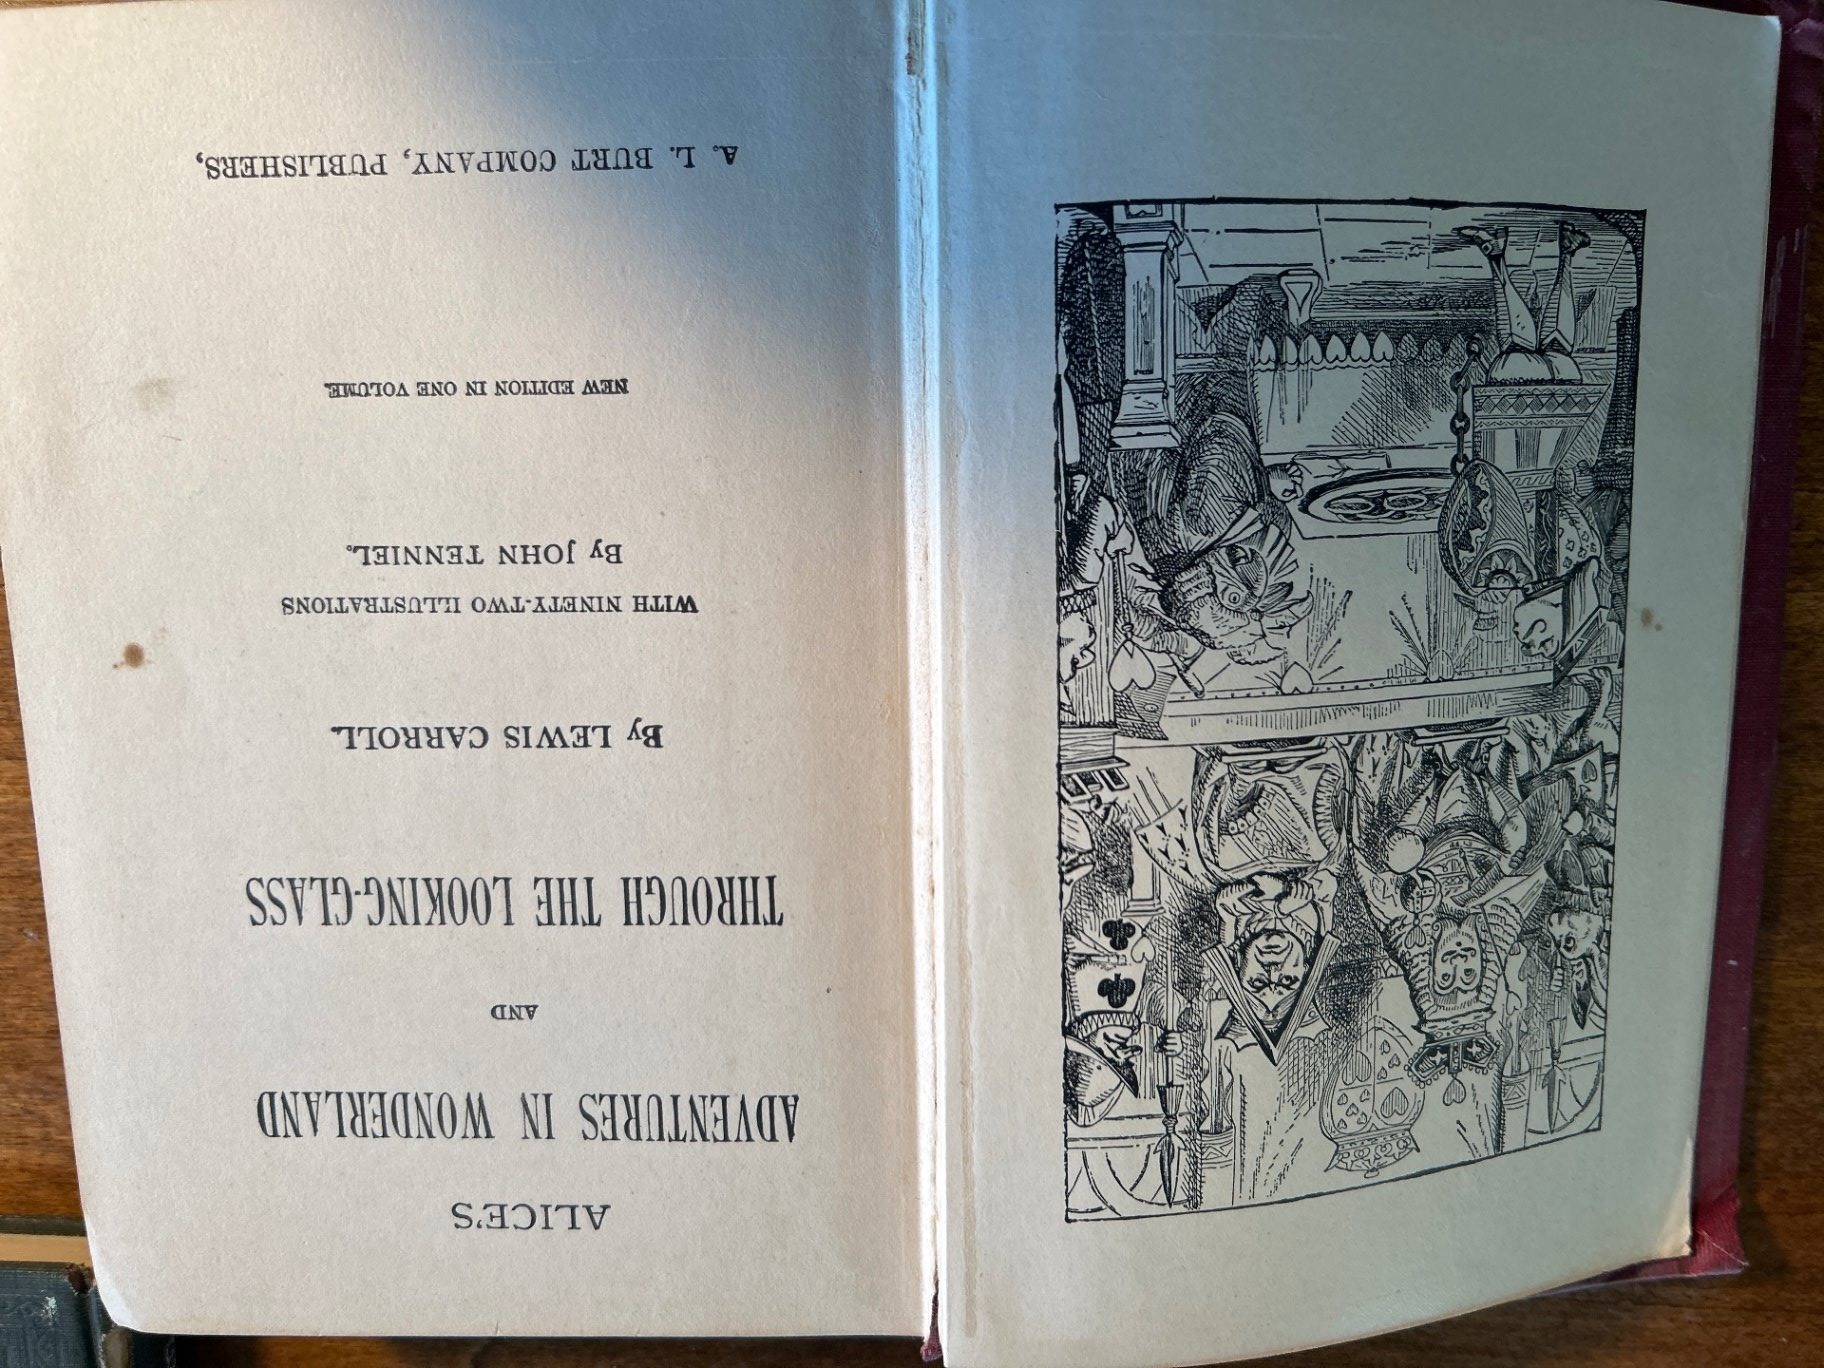 ALICE'S
ADVENTURES IN WONDERLAND
AND
THROUGH THE LOOKING-GLASS
By LEWIS CARROLL.
WITH NINETY-TWO ILLUSTRATIONS
By JOHN TENNIEL.
NEW EDITION IN ONE VOLUME.
A. L. BURT COMPANY, PUBLISHERS,